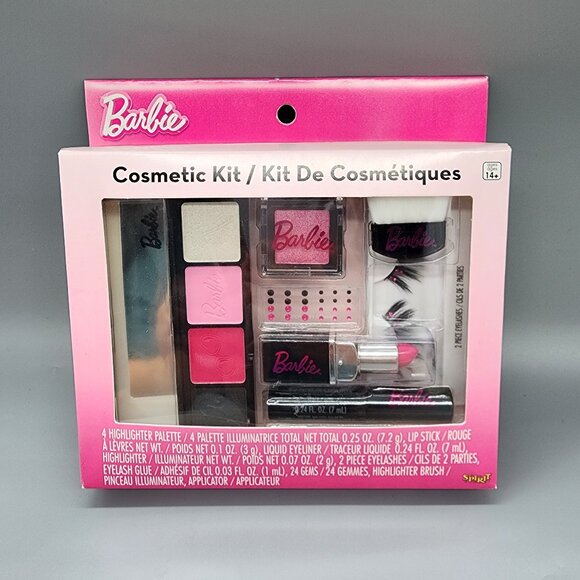 Barbie
Cosmetic Kit / Kit De Cosmétiques
14+
Barbie
Barbie
Barbie
Barbie
2 PIECE EYELASHES / CILS DE 2 PARTIES
Barbie
Barbie
0.24 FL. OZ. (7 mL)
4 HIGHLIGHTER PALETTE / 4 PALETTE ILLUMINATRICE TOTAL NET TOTAL 0.25 OZ. (7.2 g), LIP STICK / ROUGE
À LÈVRES NET WT. / POIDS NET 0.1 OZ. (3 g), LIQUID EYELINER / TRACEUR LIQUIDE 0.24 FL. OZ. (7 mL),
HIGHLIGHTER / ILLUMINATEUR NET WT. / POIDS NET 0.07 OZ. (2 g), 2 PIECE EYELASHES / CILS DE 2 PARTIES,
EYELASH GLUE / ADHÉSIF DE CIL 0.03 FL. OZ. (1 mL), 24 GEMS / 24 GEMMES, HIGHLIGHTER BRUSH /
PINCEAU ILLUMINATEUR, APPLICATOR / APPLICATEUR
SPIRIT